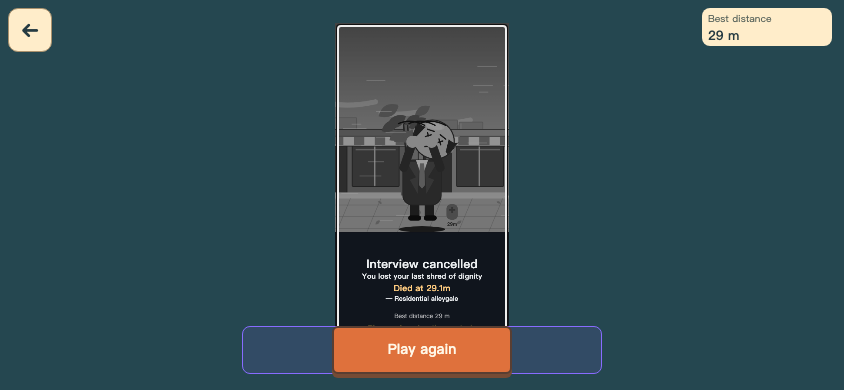 Best distance
29 m
Interview cancelled
You lost your last shred of dignity
Died at 29.1m
— Residential alleygale
Best distance 29 m
Play again